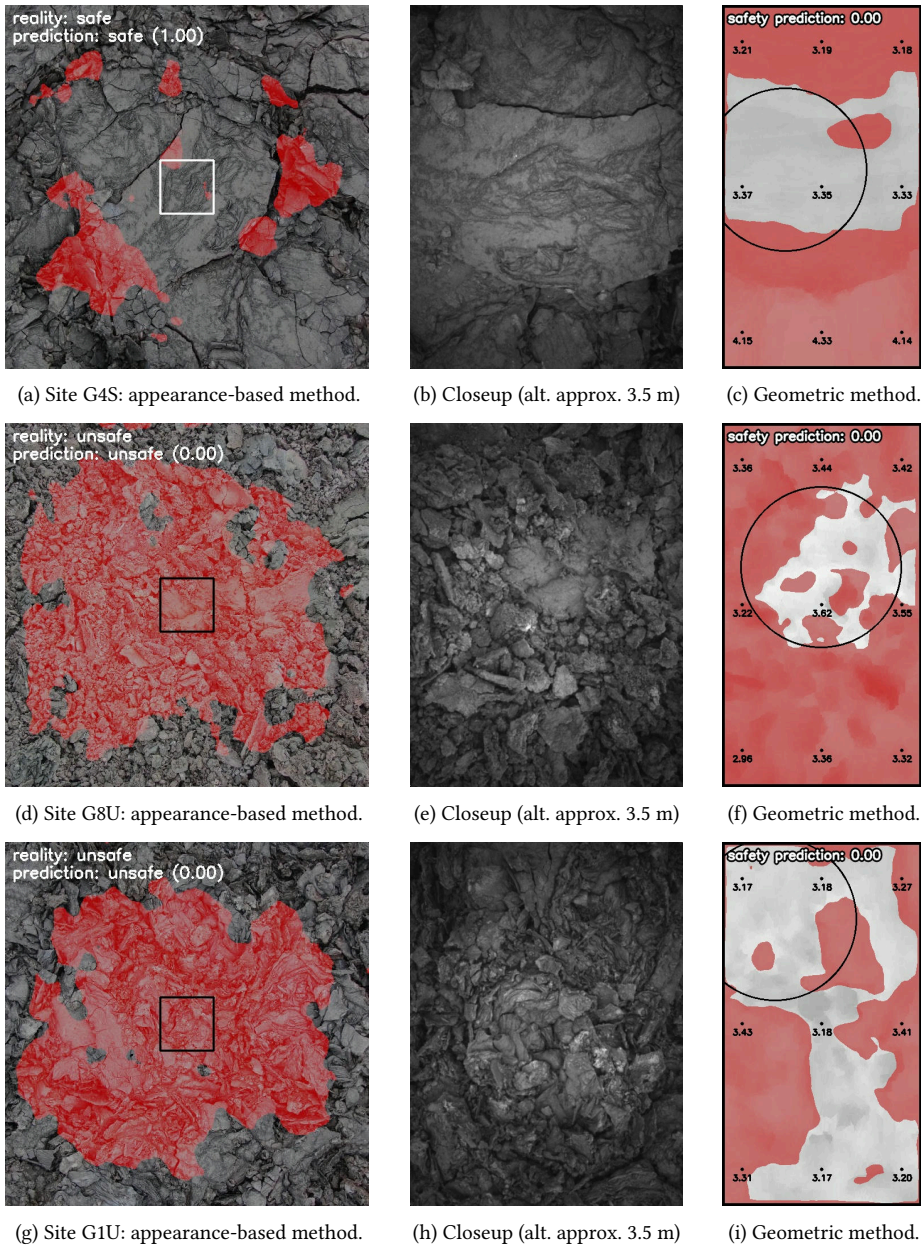 reality: safe
prediction: safe (1.00)
safety prediction: 0.00
3.21 3.19 3.18
3.37 3.35 3.33
4.15 4.33 4.14
(a) Site G4S: appearance-based method.
(b) Closeup (alt. approx. 3.5 m)
(c) Geometric method.
reality: unsafe
prediction: unsafe (0.00)
safety prediction: 0.00
3.36 3.44 3.42
3.22 3.62 3.55
2.96 3.36 3.32
(d) Site G8U: appearance-based method.
(e) Closeup (alt. approx. 3.5 m)
(f) Geometric method.
reality: unsafe
prediction: unsafe (0.00)
safety prediction: 0.00
3.17 3.18 3.27
3.43 3.18 3.41
3.31 3.17 3.20
(g) Site G1U: appearance-based method.
(h) Closeup (alt. approx. 3.5 m)
(i) Geometric method.